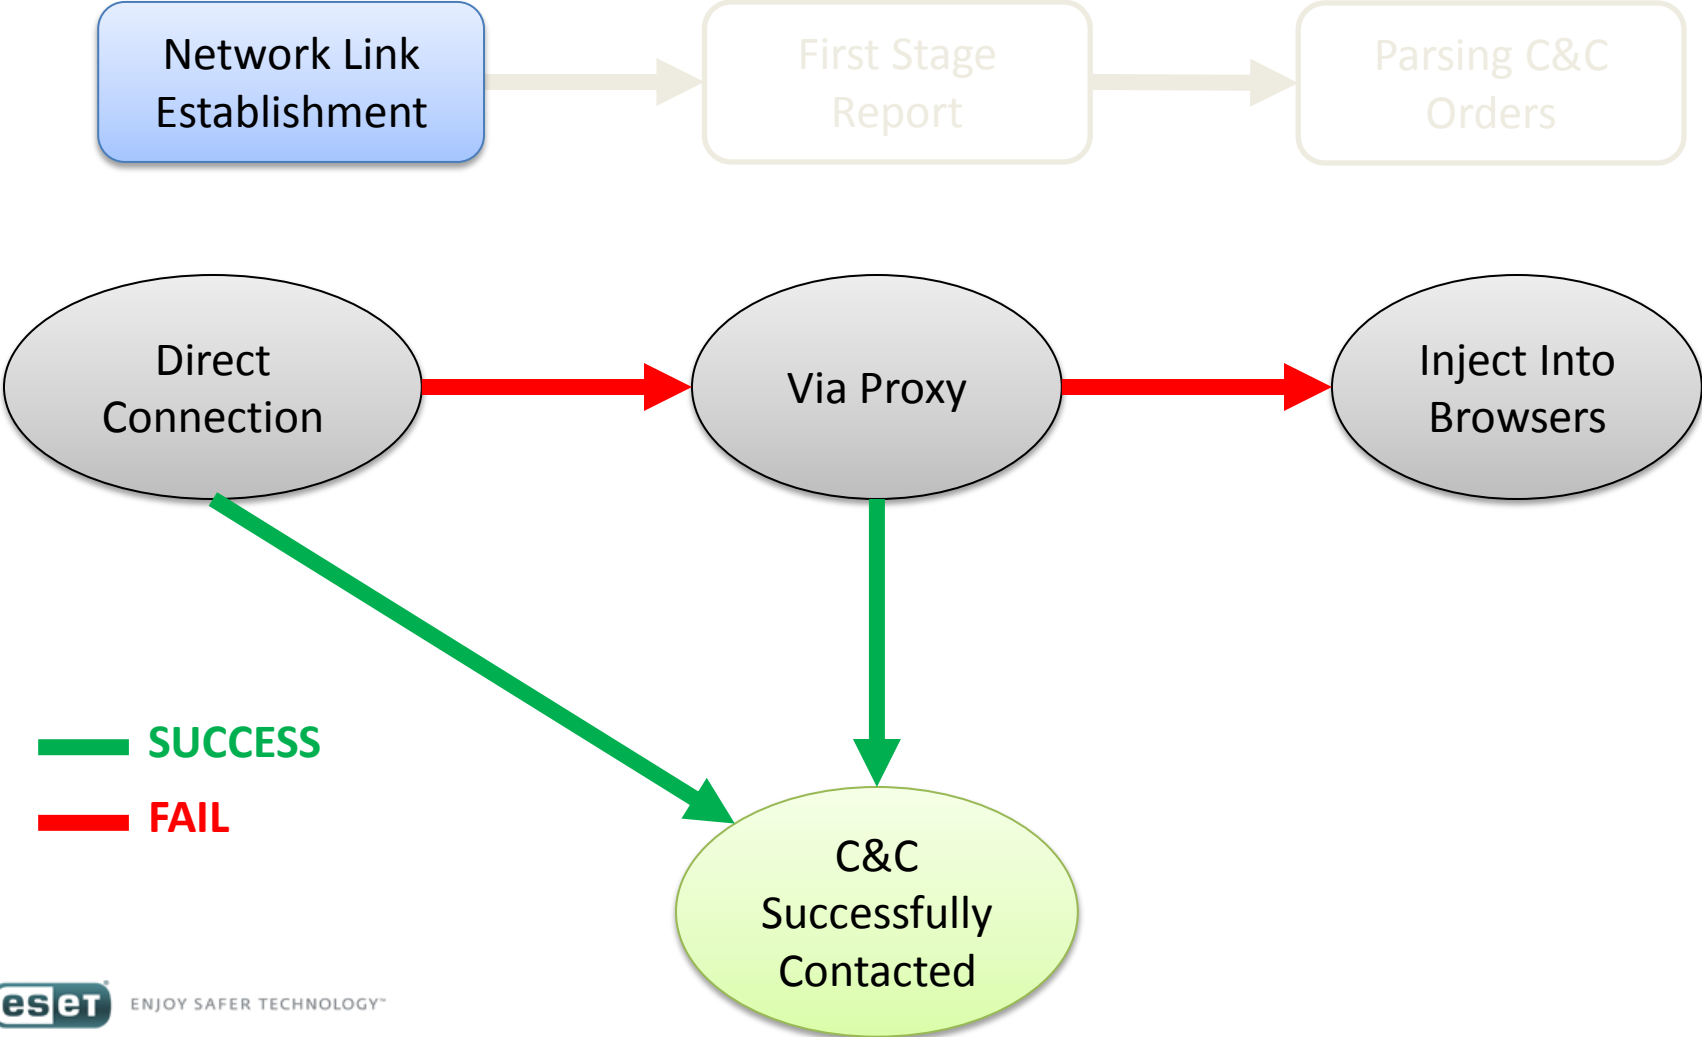 Network Link
Establishment
First Stage
Report
Parsing C&C
Orders
Direct
Connection
Via Proxy
Inject Into
Browsers
SUCCESS
FAIL
C&C
Successfully
Contacted
eset ENJOY SAFER TECHNOLOGY™